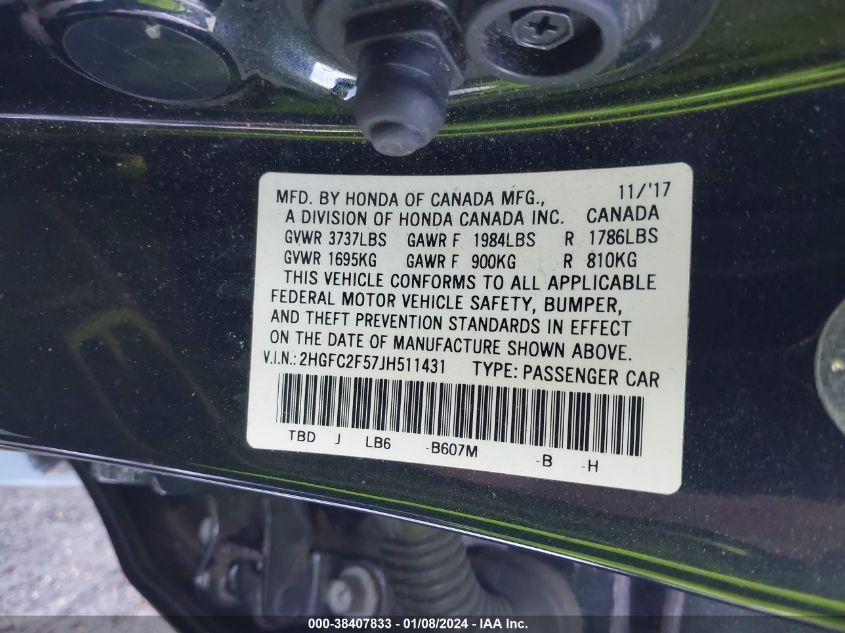 MFD. BY HONDA OF CANADA MFG., 11/'17
A DIVISION OF HONDA CANADA INC. CANADA
GVWR 3737LBS GAWR F 1984LBS R 1786LBS
GVWR 1695KG GAWR F 900KG R 810KG
THIS VEHICLE CONFORMS TO ALL APPLICABLE
FEDERAL MOTOR VEHICLE SAFETY, BUMPER,
AND THEFT PREVENTION STANDARDS IN EFFECT
ON THE DATE OF MANUFACTURE SHOWN ABOVE.
V.I.N.: 2HGFC2F57JH511431 TYPE: PASSENGER CAR
TBD J LB6 -B607M -B -H
000-38407833 - 01/08/2024 - IAA Inc.